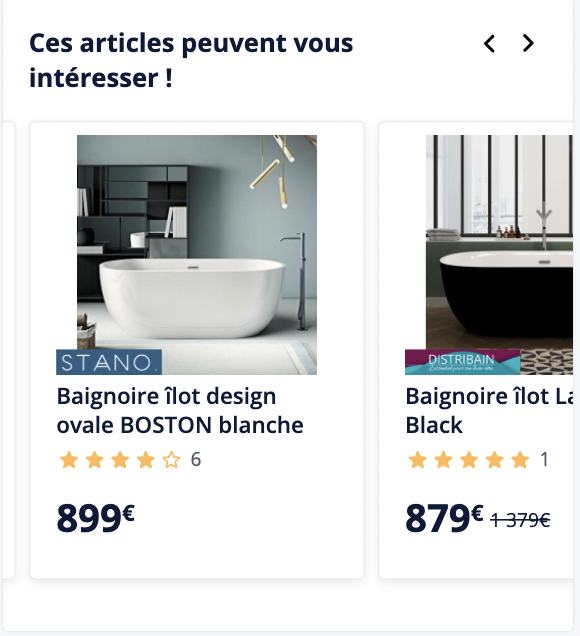 Ces articles peuvent vous
intéresser !
STANO.
Baignoire îlot design
ovale BOSTON blanche
6
899€
DISTRIBAIN
Baignoire îlot La
Black
1
879€ 1 379€